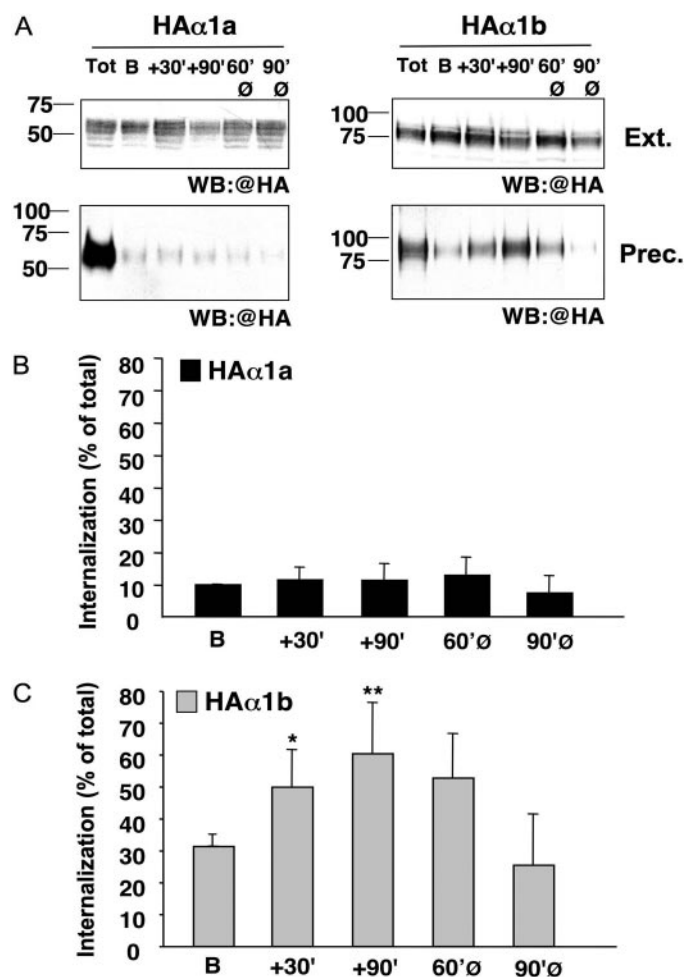 A
HAα1a
HAα1b
Tot B +30' +90' 60' Ø 90' Ø
Tot B +30' +90' 60' Ø 90' Ø
75
50
100
75
Ext.
WB:@HA
WB:@HA
100
75
50
100
75
Prec.
WB:@HA
WB:@HA
B
HAα1a
Internalization (% of total)
80
70
60
50
40
30
20
10
0
B +30' +90' 60'Ø 90'Ø
C
HAα1b
Internalization (% of total)
80
70
60
50
40
30
20
10
0
* **
B +30' +90' 60'Ø 90'Ø